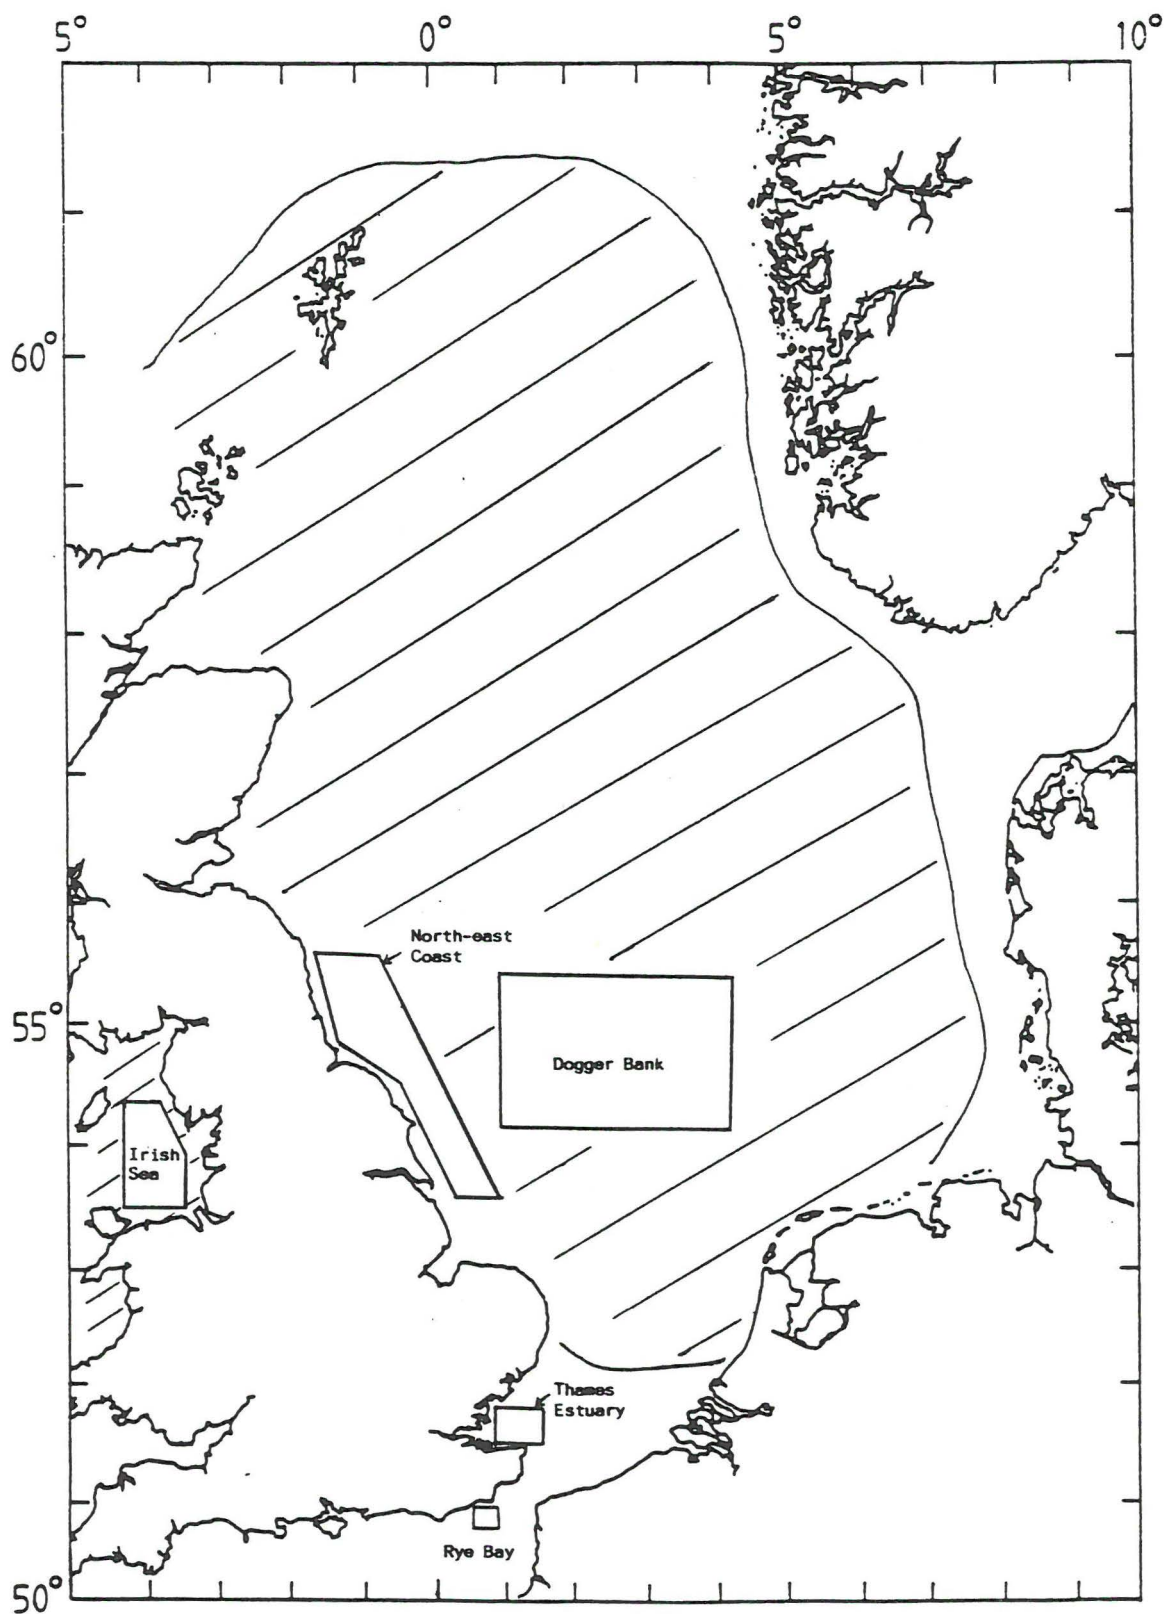 5° 0° 5° 10°
60°
North-east
Coast
55°
Dogger Bank
Irish
Sea
Thames
Estuary
Rye Bay
50°